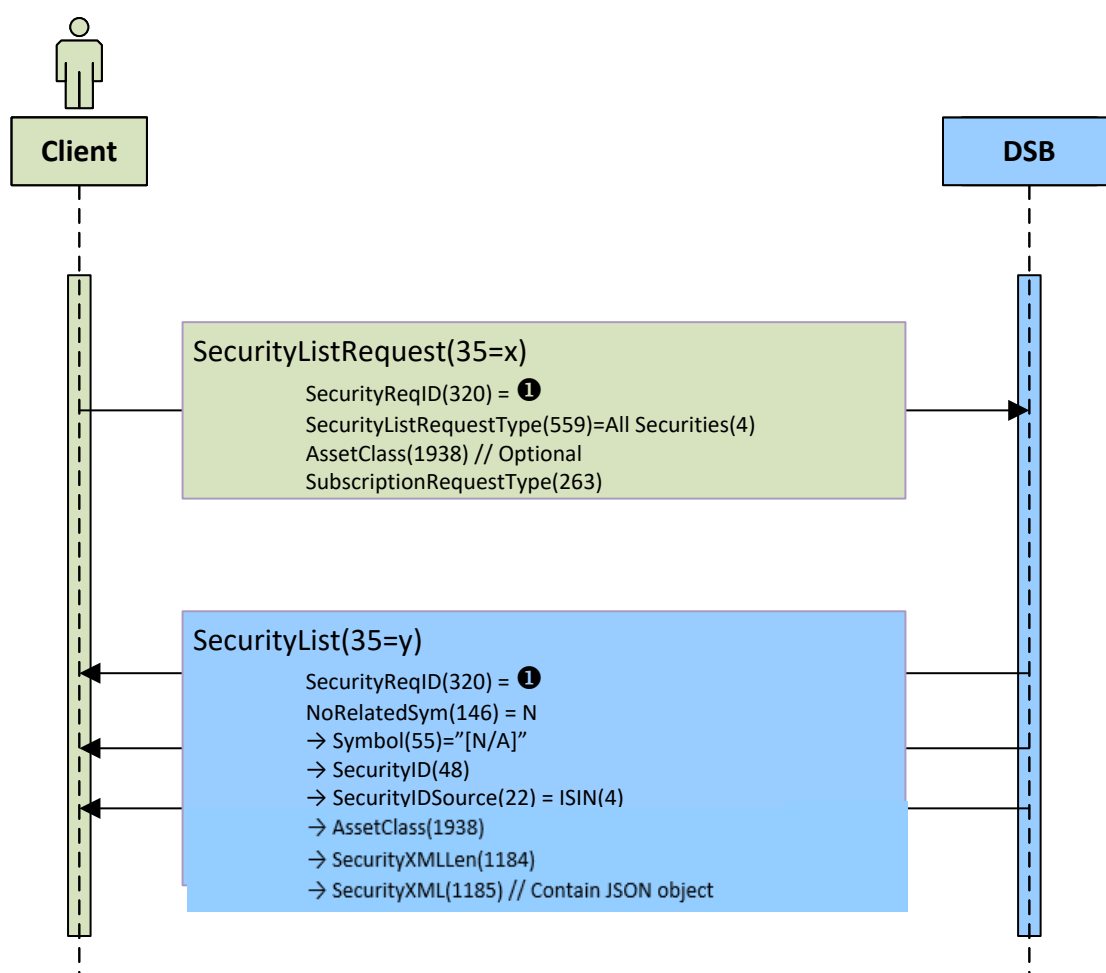 Client
DSB
SecurityListRequest(35=x)
SecurityReqID(320) = ❶
SecurityListRequestType(559)=All Securities(4)
AssetClass(1938) // Optional
SubscriptionRequestType(263)
SecurityList(35=y)
SecurityReqID(320) = ❶
NoRelatedSym(146) = N
→ Symbol(55)=”[N/A]”
→ SecurityID(48)
→ SecurityIDSource(22) = ISIN(4)
→ AssetClass(1938)
→ SecurityXMLLen(1184)
→ SecurityXML(1185) // Contain JSON object